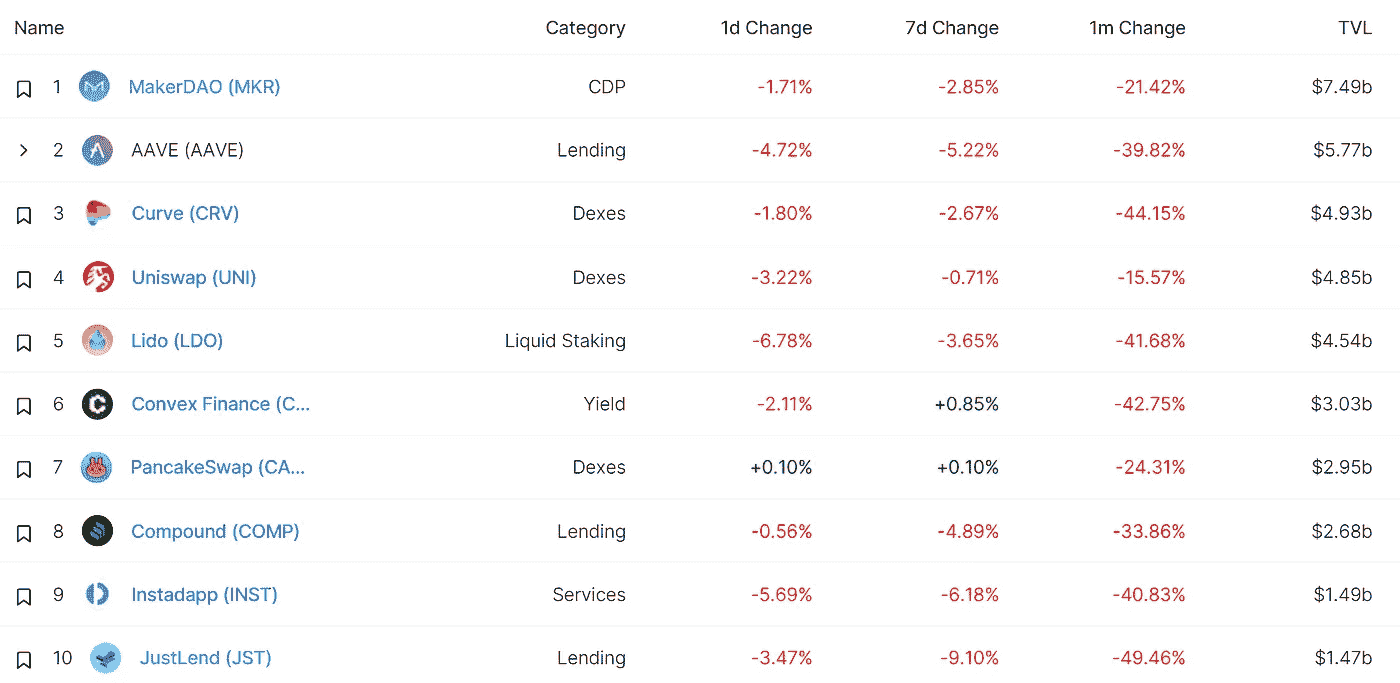 Name Category 1d Change 7d Change 1m Change TVL
1 MakerDAO (MKR) CDP -1.71% -2.85% -21.42% $7.49b
2 AAVE (AAVE) Lending -4.72% -5.22% -39.82% $5.77b
3 Curve (CRV) Dexes -1.80% -2.67% -44.15% $4.93b
4 Uniswap (UNI) Dexes -3.22% -0.71% -15.57% $4.85b
5 Lido (LDO) Liquid Staking -6.78% -3.65% -41.68% $4.54b
6 Convex Finance (C... Yield -2.11% +0.85% -42.75% $3.03b
7 PancakeSwap (CA... Dexes +0.10% +0.10% -24.31% $2.95b
8 Compound (COMP) Lending -0.56% -4.89% -33.86% $2.68b
9 Instadapp (INST) Services -5.69% -6.18% -40.83% $1.49b
10 JustLend (JST) Lending -3.47% -9.10% -49.46% $1.47b